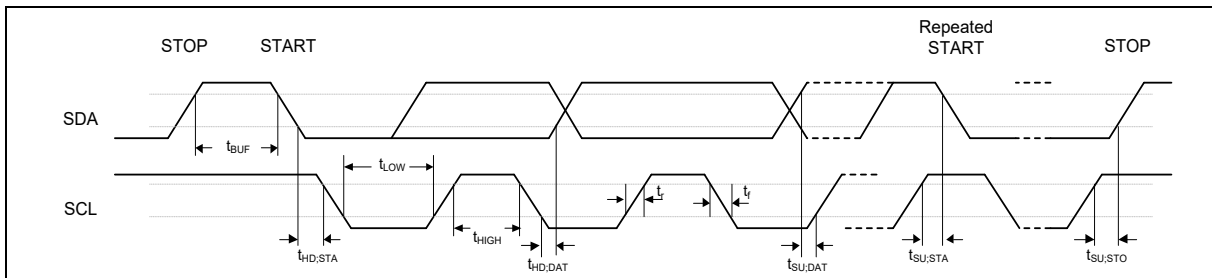 STOP
START
Repeated
START
STOP
SDA
tBUF
tLOW
SCL
tr
tf
tHIGH
tHD;STA
tHD;DAT
tSU;DAT
tSU;STA
tSU;STO